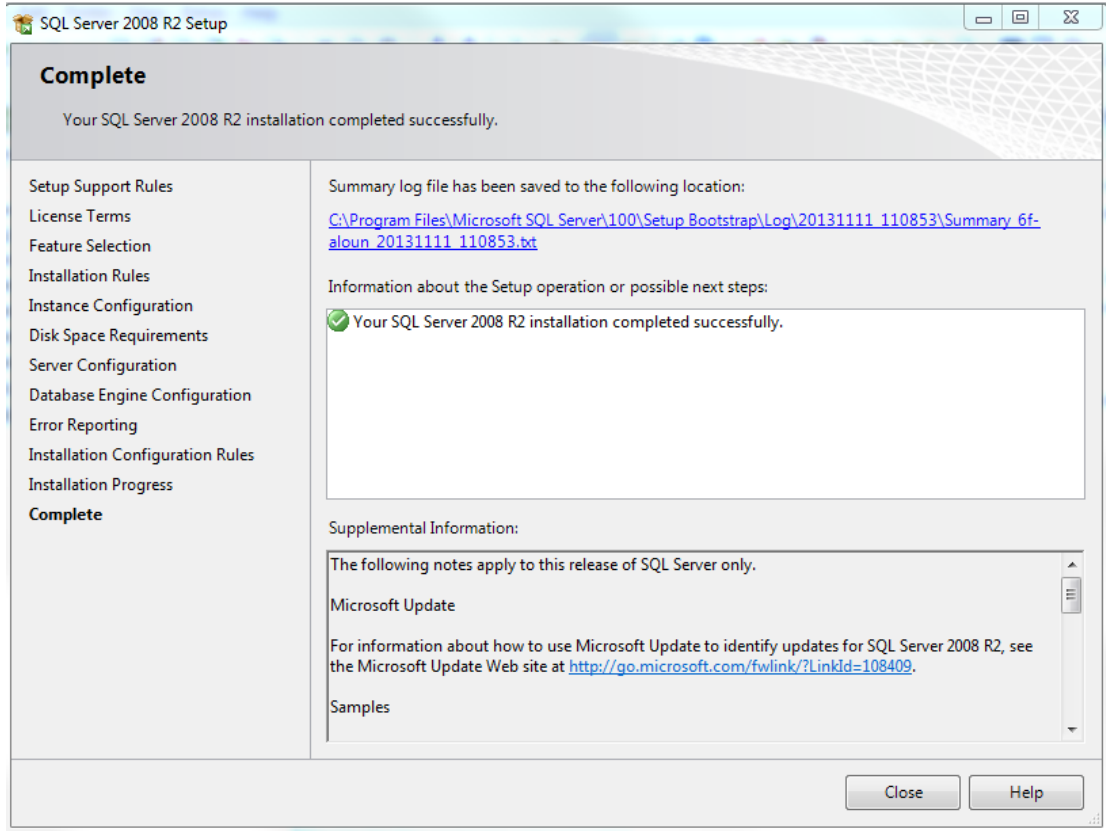 SQL Server 2008 R2 Setup
Complete
Your SQL Server 2008 R2 installation completed successfully.
Setup Support Rules
License Terms
Feature Selection
Installation Rules
Instance Configuration
Disk Space Requirements
Server Configuration
Database Engine Configuration
Error Reporting
Installation Configuration Rules
Installation Progress
Complete
Summary log file has been saved to the following location:
C:\Program Files\Microsoft SQL Server\100\Setup Bootstrap\Log\20131111_110853\Summary_6f-
aloun_20131111_110853.txt
Information about the Setup operation or possible next steps:
Your SQL Server 2008 R2 installation completed successfully.
Supplemental Information:
The following notes apply to this release of SQL Server only.
Microsoft Update
For information about how to use Microsoft Update to identify updates for SQL Server 2008 R2, see
the Microsoft Update Web site at http://go.microsoft.com/fwlink/?LinkId=108409.
Samples
Close
Help